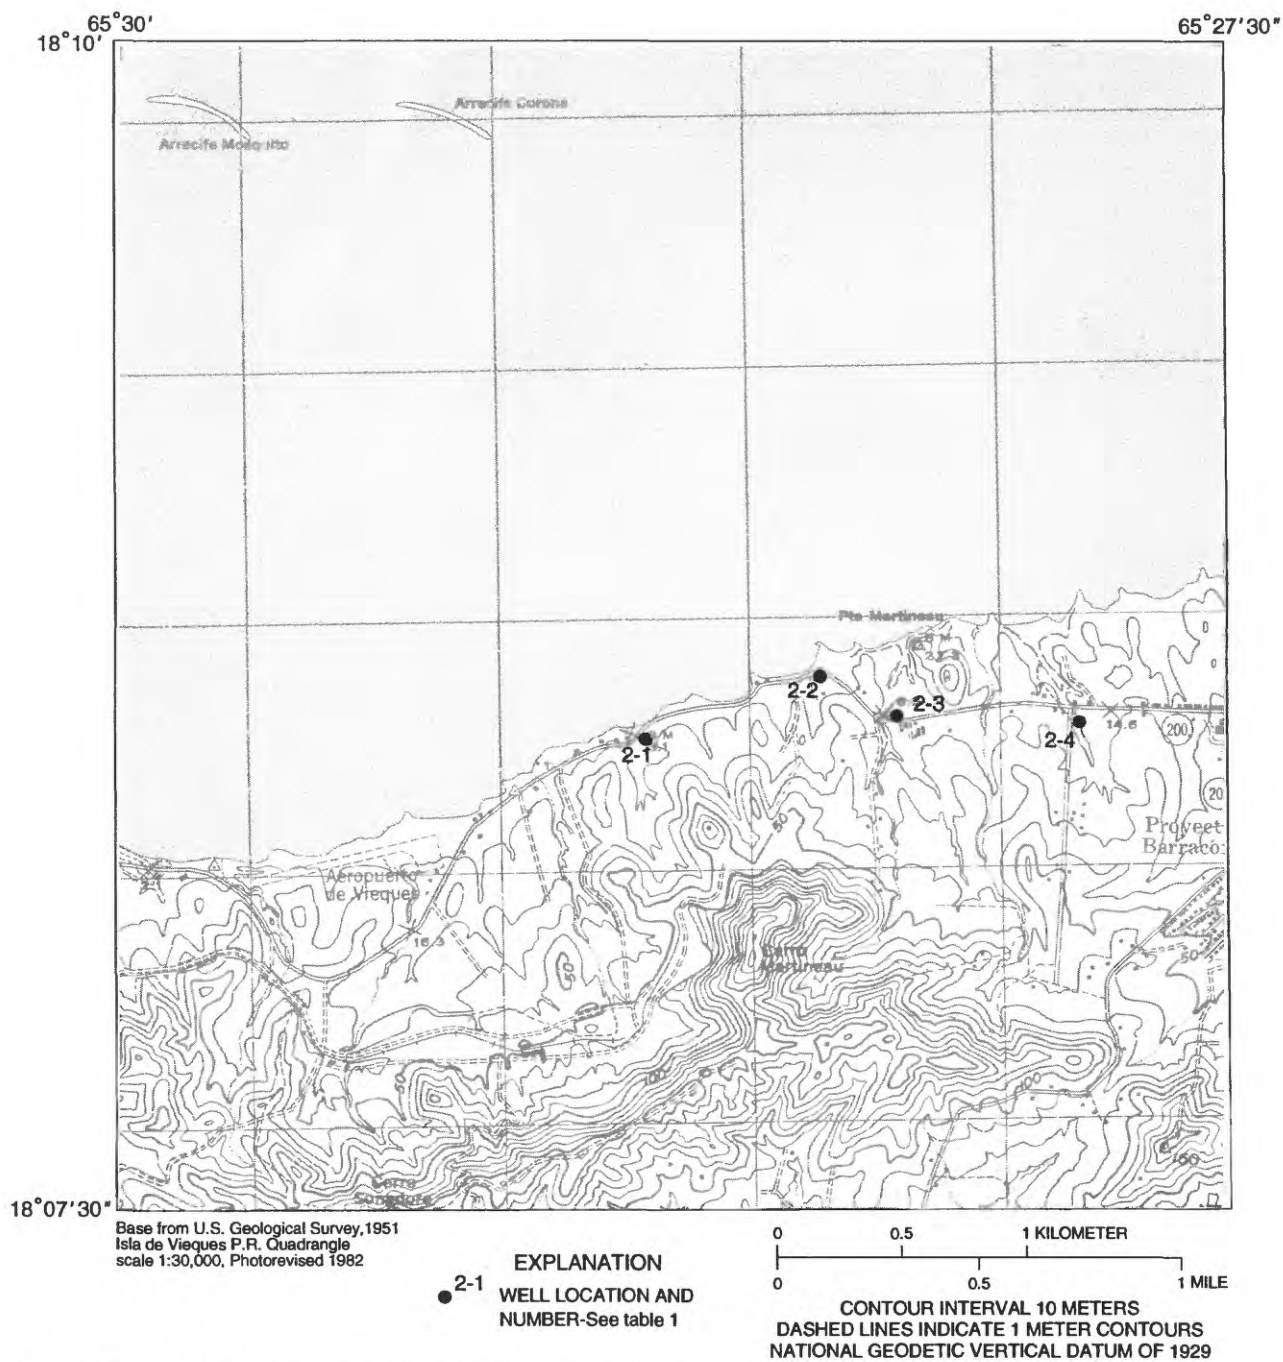 65°30'
65°27'30"
18°10'
Arrecife Corona
Arrecife Mosquito
Pta Martineau
2-2
2-3
2-1
2-4
14.6
200
50
Aeropuerto
de Vieques
16.3
Proyect
Barraco
50
Cerro
Martineau
50
50
100
100
Cerro
Sonadora
18°07'30"
Base from U.S. Geological Survey,1951
Isla de Vieques P.R. Quadrangle
scale 1:30,000, Photorevised 1982
0 0.5 1 KILOMETER
0 0.5 1 MILE
EXPLANATION
2-1 WELL LOCATION AND
NUMBER-See table 1
CONTOUR INTERVAL 10 METERS
DASHED LINES INDICATE 1 METER CONTOURS
NATIONAL GEODETIC VERTICAL DATUM OF 1929